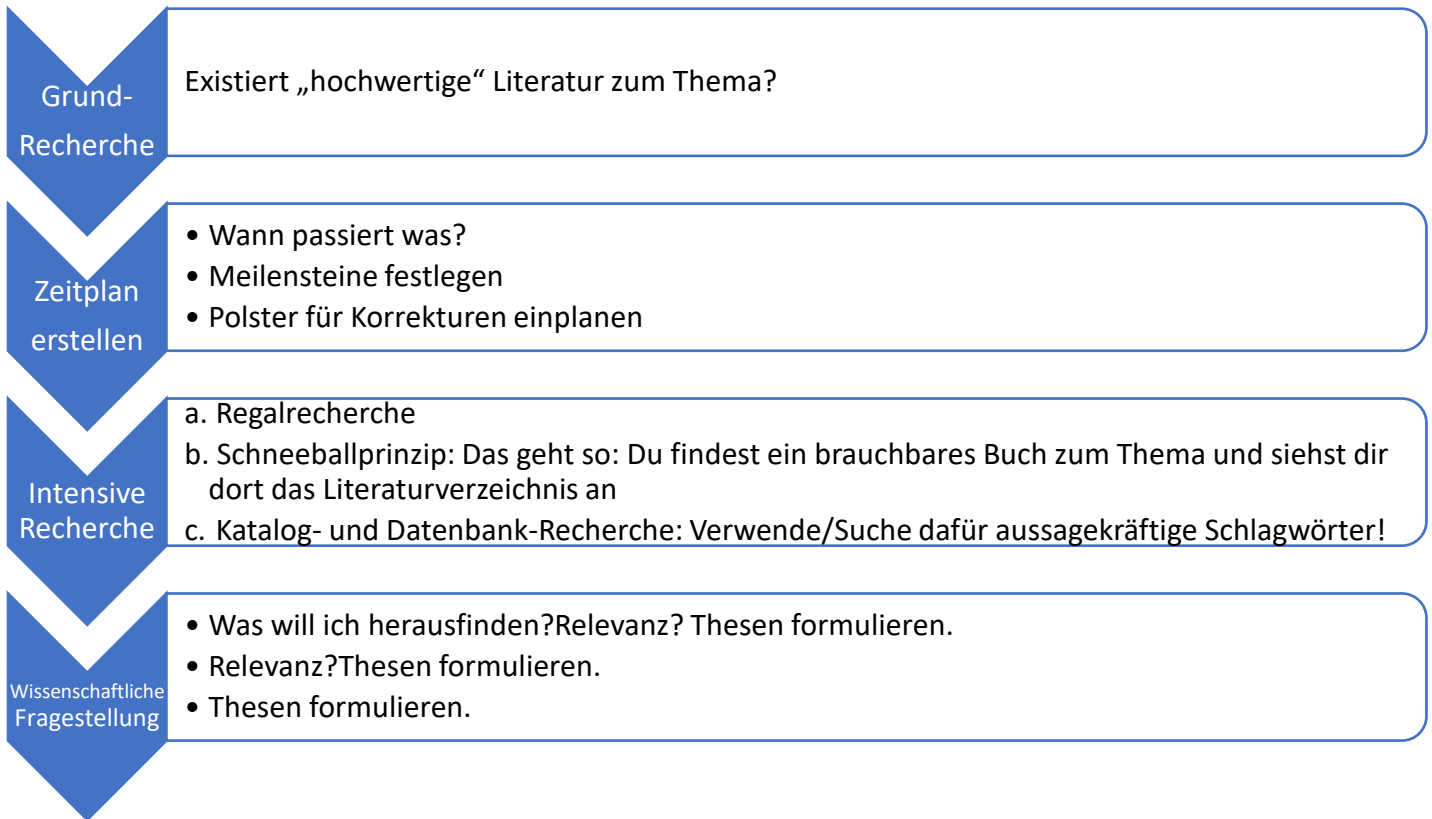 Grund-
Recherche
Existiert „hochwertige“ Literatur zum Thema?
Zeitplan
erstellen
• Wann passiert was?
• Meilensteine festlegen
• Polster für Korrekturen einplanen
Intensive
Recherche
a. Regalrecherche
b. Schneeballprinzip: Das geht so: Du findest ein brauchbares Buch zum Thema und siehst dir
dort das Literaturverzeichnis an
c. Katalog- und Datenbank-Recherche: Verwende/Suche dafür aussagekräftige Schlagwörter!
Wissenschaftliche
Fragestellung
• Was will ich herausfinden?Relevanz? Thesen formulieren.
• Relevanz?Thesen formulieren.
• Thesen formulieren.